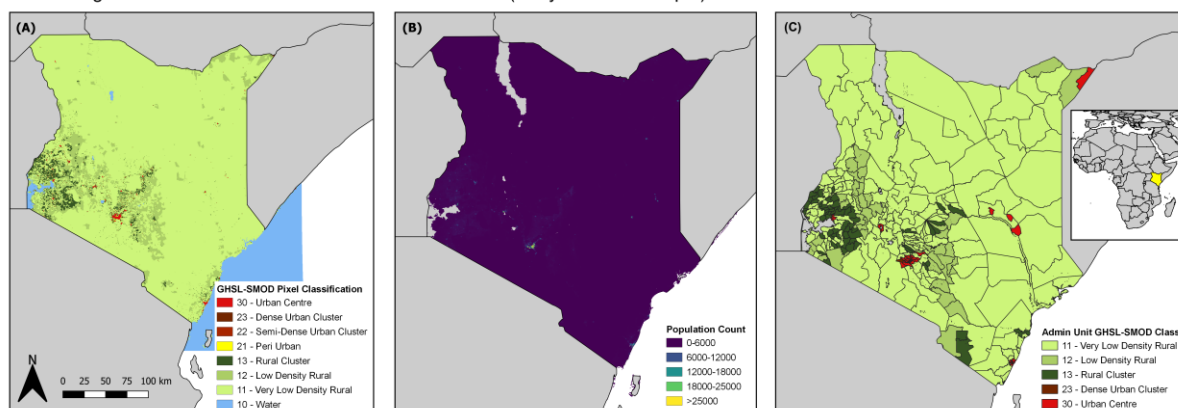 (A)
GHSL-SMOD Pixel Classification
30 - Urban Centre
23 - Dense Urban Cluster
22 - Semi-Dense Urban Cluster
21 - Peri Urban
13 - Rural Cluster
12 - Low Density Rural
11 - Very Low Density Rural
10 - Water
N
0 25 50 75 100 km
(B)
Population Count
0-6000
6000-12000
12000-18000
18000-25000
>25000
(C)
Admin Unit GHSL-SMOD Class
11 - Very Low Density Rural
12 - Low Density Rural
13 - Rural Cluster
23 - Dense Urban Cluster
30 - Urban Centre